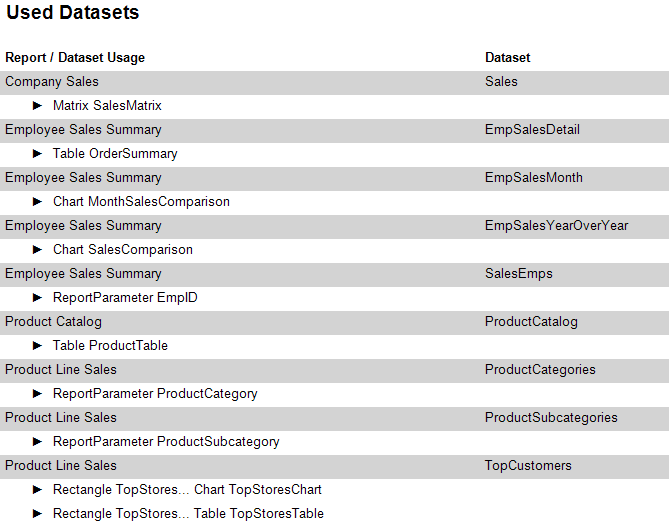 Used Datasets
Report / Dataset Usage Dataset
Company Sales Sales
► Matrix SalesMatrix
Employee Sales Summary EmpSalesDetail
► Table OrderSummary
Employee Sales Summary EmpSalesMonth
► Chart MonthSalesComparison
Employee Sales Summary EmpSalesYearOverYear
► Chart SalesComparison
Employee Sales Summary SalesEmps
► ReportParameter EmpID
Product Catalog ProductCatalog
► Table ProductTable
Product Line Sales ProductCategories
► ReportParameter ProductCategory
Product Line Sales ProductSubcategories
► ReportParameter ProductSubcategory
Product Line Sales TopCustomers
► Rectangle TopStores... Chart TopStoresChart
► Rectangle TopStores... Table TopStoresTable